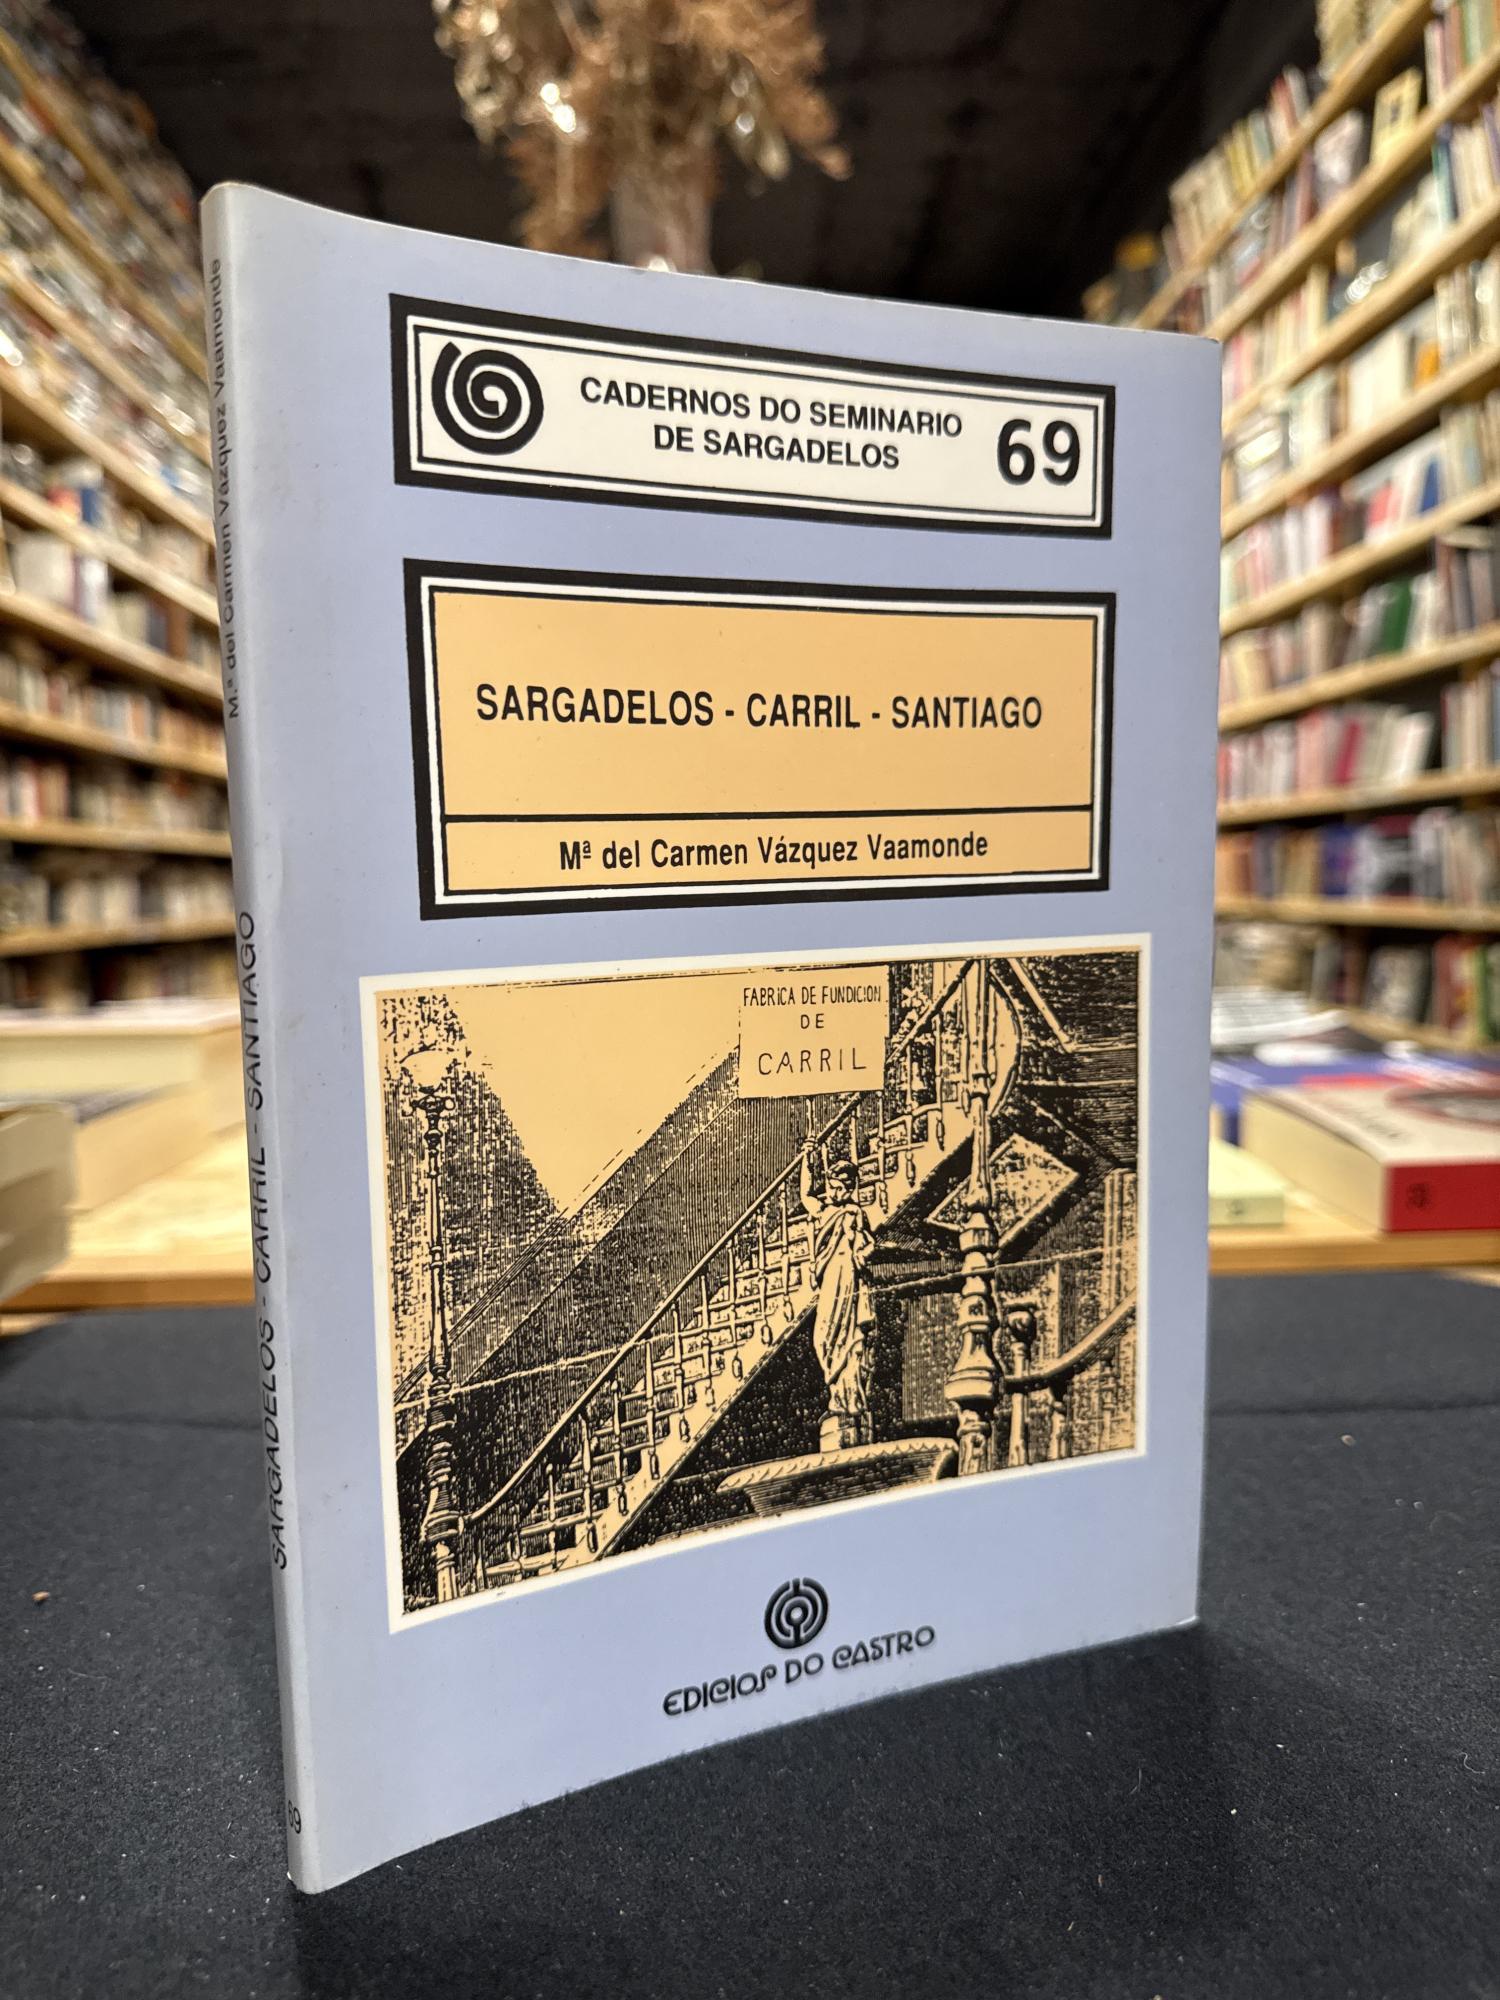 CADERNOS DO SEMINARIO
DE SARGADELOS
69
SARGADELOS - CARRIL - SANTIAGO
Mª del Carmen Vázquez Vaamonde
FABRICA DE FUNDICION
DE
CARRIL
EDICIOS DO CASTRO
M.ª del Carmen Vázquez Vaamonde
SARGADELOS - CARRIL - SANTIAGO
69